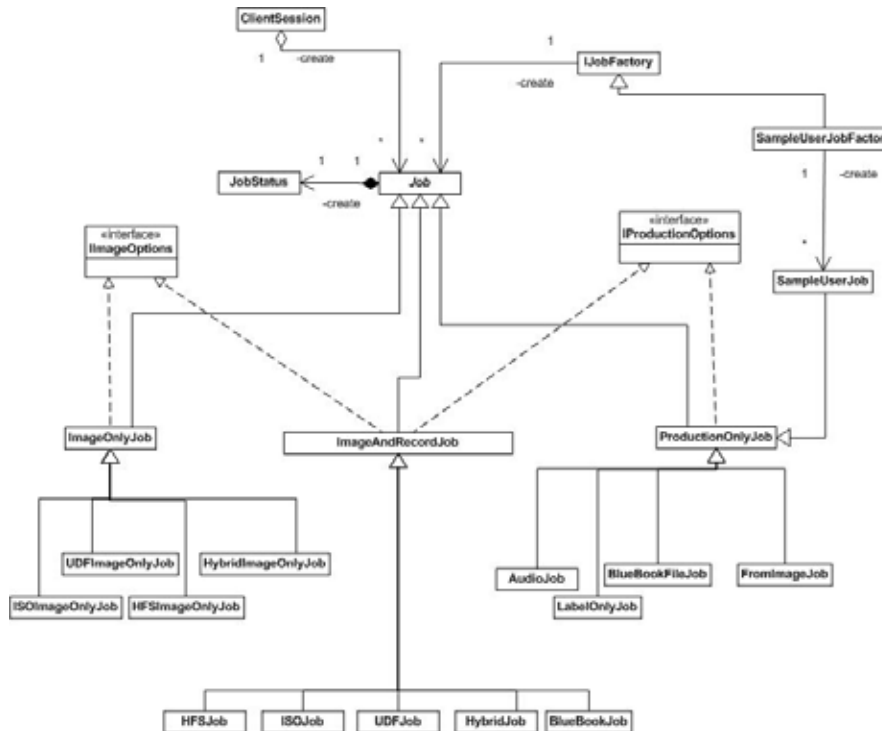 ClientSession
1
-create
1
IJobFactory
-create
SampleUserJobFactor
*
*
1
-create
1
1
JobStatus
Job
-create
«interface»
IImageOptions
«interface»
IProductionOptions
*
SampleUserJob
ImageOnlyJob
ImageAndRecordJob
ProductionOnlyJob
UDFImageOnlyJob
HybridImageOnlyJob
ISOImageOnlyJob
HFSImageOnlyJob
AudioJob
BlueBookFileJob
FromImageJob
LabelOnlyJob
HFSJob
ISOJob
UDFJob
HybridJob
BlueBookJob